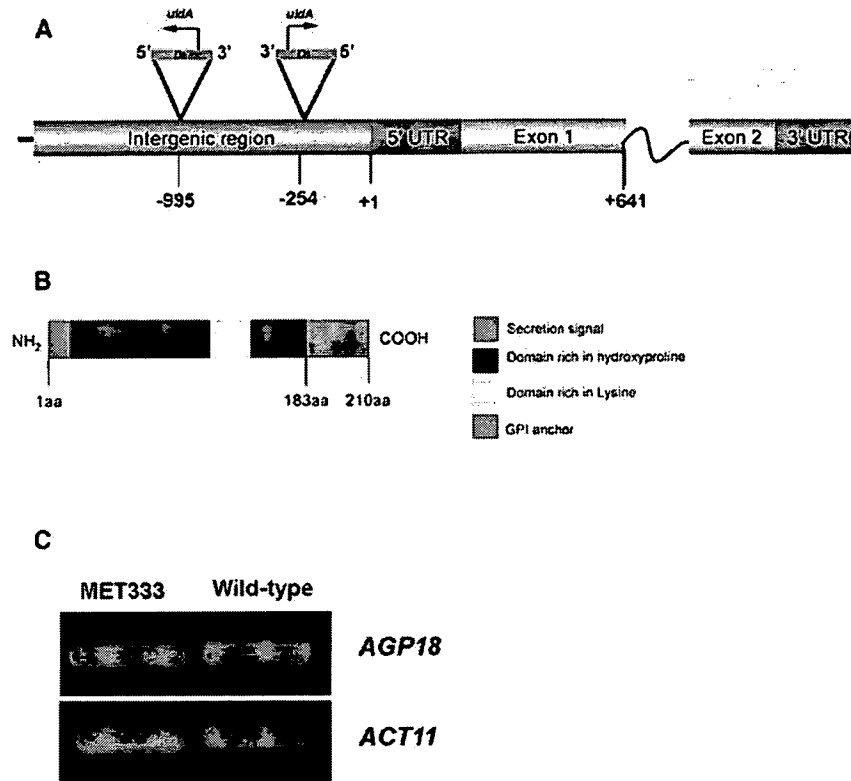 A
uidA uidA
5' Ds 3' 3' Ds 5'
Intergenic region 5' UTR Exon 1 Exon 2 3' UTR
-995 -254 +1 +641
B
NH2 COOH
1aa 183aa 210aa
Secretion signal
Domain rich in hydroxyproline
Domain rich in Lysine
GPI anchor
C
MET333 Wild-type
AGP18
ACT11